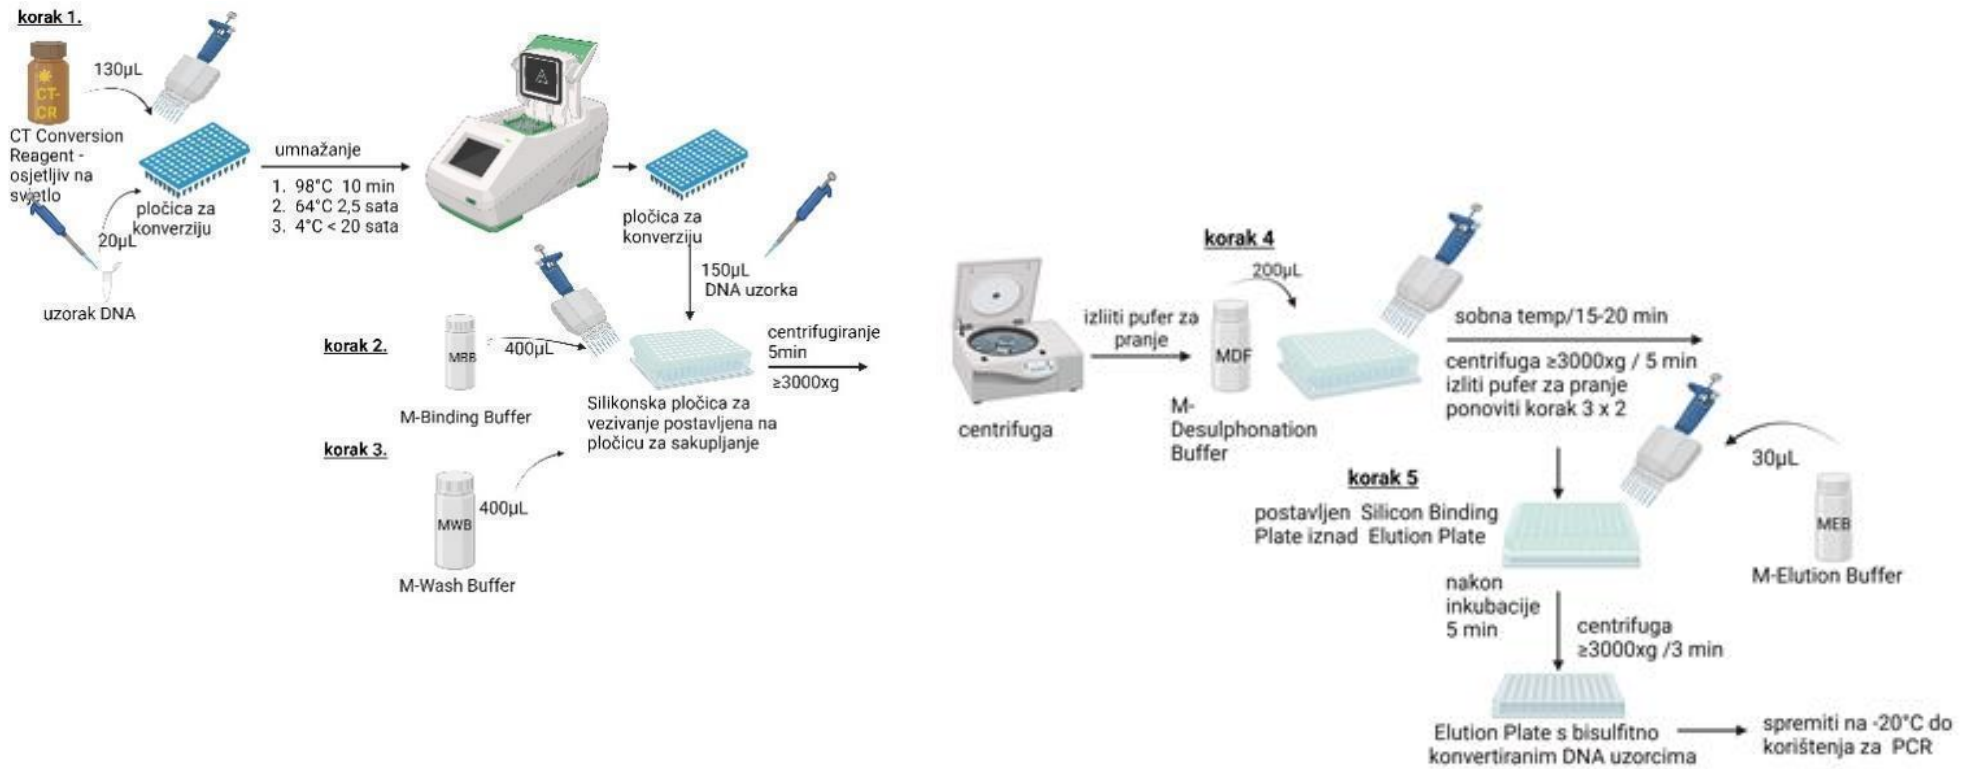 korak 1.
130µL
CT-
CR
CT Conversion
Reagent -
osjetljiv na
svjetlo
20µL
uzorak DNA
pločica za
konverziju
umnažanje
1. 98°C 10 min
2. 64°C 2,5 sata
3. 4°C < 20 sata
pločica za
konverziju
150µL
DNA uzorka
korak 2.
MBB
400µL
M-Binding Buffer
centrifugiranje
5min
≥3000xg
Silikonska pločica za
vezivanje postavljena na
pločicu za sakupljanje
korak 3.
MWB
400µL
M-Wash Buffer
centrifuga
izliiti pufer za
pranje
korak 4
200µL
MDF
M-
Desulphonation
Buffer
sobna temp/15-20 min
centrifuga ≥3000xg / 5 min
izliti pufer za pranje
ponoviti korak 3 x 2
korak 5
postavljen Silicon Binding
Plate iznad Elution Plate
30µL
MEB
M-Elution Buffer
nakon
inkubacije
5 min
centrifuga
≥3000xg /3 min
Elution Plate s bisulfitno
konvertiranim DNA uzorcima
spremiti na -20°C do
korištenja za PCR